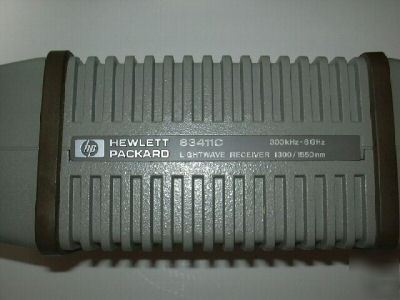 hp HEWLETT PACKARD 83411C 300kHz-6GHz
LIGHTWAVE RECEIVER 1300/1550nm